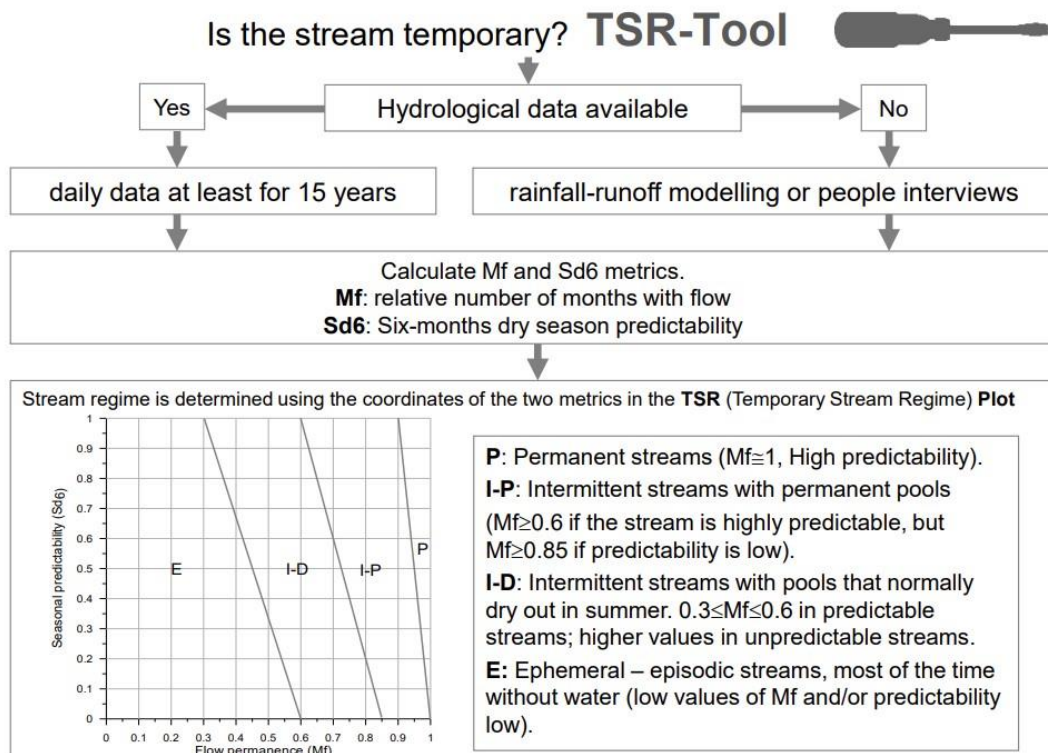 Is the stream temporary? TSR-Tool
Yes
Hydrological data available
No
daily data at least for 15 years
rainfall-runoff modelling or people interviews
Calculate Mf and Sd6 metrics.
Mf: relative number of months with flow
Sd6: Six-months dry season predictability
Stream regime is determined using the coordinates of the two metrics in the TSR (Temporary Stream Regime) Plot
Seasonal predictability (Sd6)
1
0.9
0.8
0.7
0.6
0.5
0.4
0.3
0.2
0.1
0
E
I-D
I-P
P
0 0.1 0.2 0.3 0.4 0.5 0.6 0.7 0.8 0.9 1
Flow permanence (Mf)
P: Permanent streams (Mf≅1, High predictability).
I-P: Intermittent streams with permanent pools
(Mf≥0.6 if the stream is highly predictable, but
Mf≥0.85 if predictability is low).
I-D: Intermittent streams with pools that normally
dry out in summer. 0.3≤Mf≤0.6 in predictable
streams; higher values in unpredictable streams.
E: Ephemeral – episodic streams, most of the time
without water (low values of Mf and/or predictability
low).